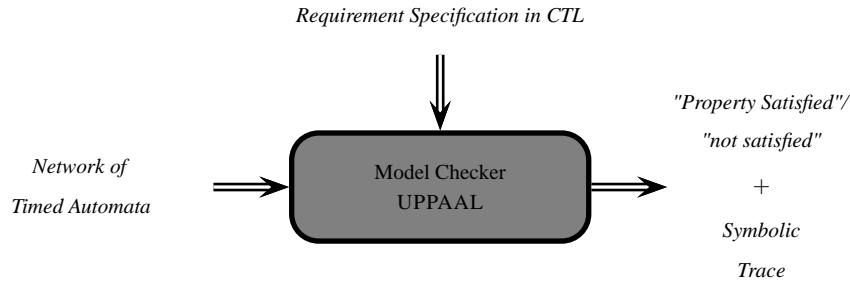 Requirement Specification in CTL
Network of
Timed Automata
Model Checker
UPPAAL
"Property Satisfied"/
"not satisfied"
+
Symbolic
Trace